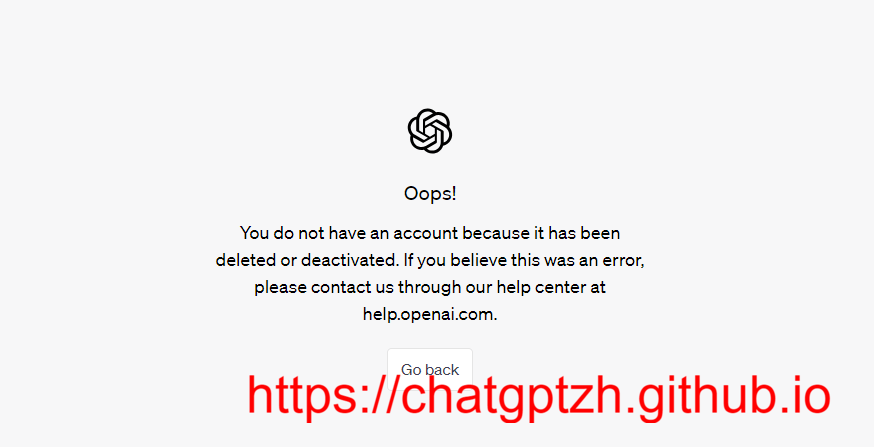 Oops!
You do not have an account because it has been
deleted or deactivated. If you believe this was an error,
please contact us through our help center at
help.openai.com.
Go back
https://chatgptzh.github.io